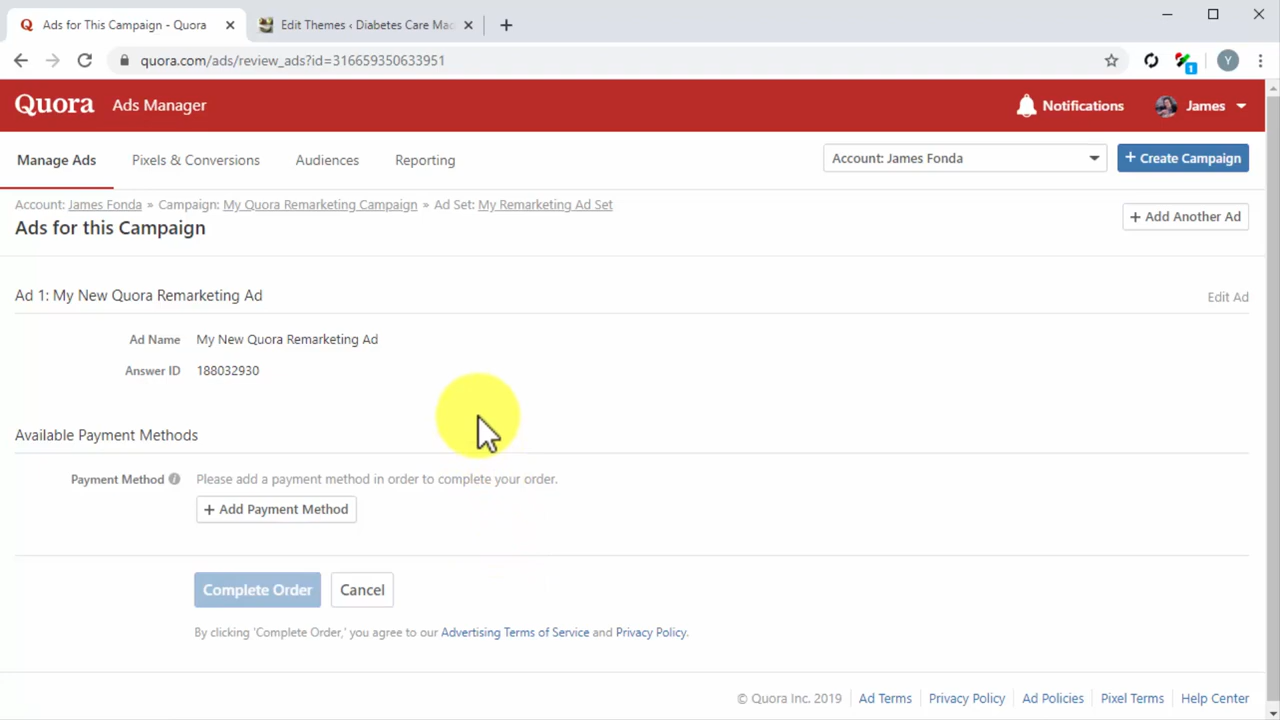 Ads for This Campaign - Quora
Edit Themes ‹ Diabetes Care Mac
quora.com/ads/review_ads?id=316659350633951
1
Y
Quora Ads Manager
Notifications
James
Manage Ads
Pixels & Conversions
Audiences
Reporting
Account: James Fonda
+ Create Campaign
Account: James Fonda » Campaign: My Quora Remarketing Campaign » Ad Set: My Remarketing Ad Set
Ads for this Campaign
+ Add Another Ad
Ad 1: My New Quora Remarketing Ad
Edit Ad
Ad Name My New Quora Remarketing Ad
Answer ID 188032930
Available Payment Methods
Payment Method Please add a payment method in order to complete your order.
+ Add Payment Method
Complete Order
Cancel
By clicking 'Complete Order,' you agree to our Advertising Terms of Service and Privacy Policy.
© Quora Inc. 2019 Ad Terms Privacy Policy Ad Policies Pixel Terms Help Center